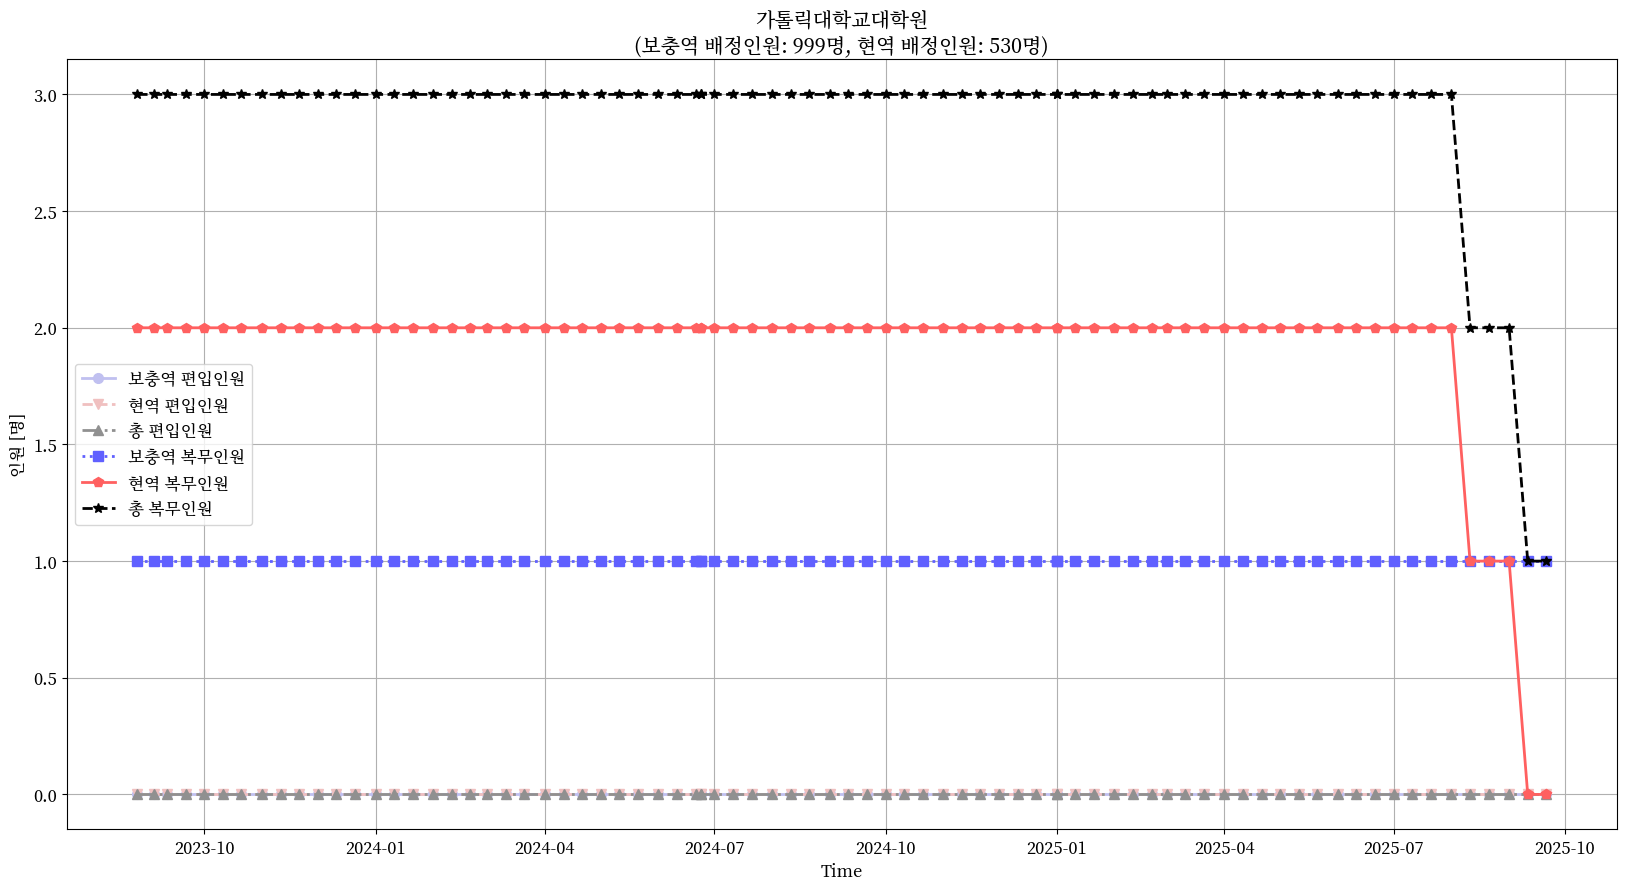 가톨릭대학교대학원
(보충역 배정인원: 999명, 현역 배정인원: 530명)
3.0
2.5
2.0
1.5
1.0
0.5
0.0
인원 [명]
보충역 편입인원
현역 편입인원
총 편입인원
보충역 복무인원
현역 복무인원
총 복무인원
2023-10
2024-01
2024-04
2024-07
2024-10
2025-01
2025-04
2025-07
2025-10
Time